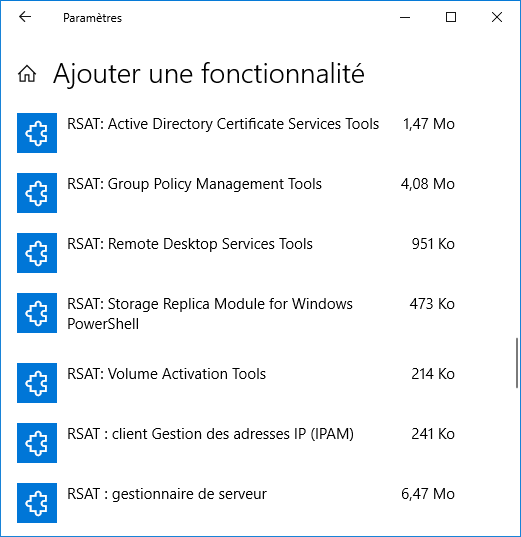 Paramètres
Ajouter une fonctionnalité
RSAT: Active Directory Certificate Services Tools 1,47 Mo
RSAT: Group Policy Management Tools 4,08 Mo
RSAT: Remote Desktop Services Tools 951 Ko
RSAT: Storage Replica Module for Windows 473 Ko
PowerShell
RSAT: Volume Activation Tools 214 Ko
RSAT : client Gestion des adresses IP (IPAM) 241 Ko
RSAT : gestionnaire de serveur 6,47 Mo